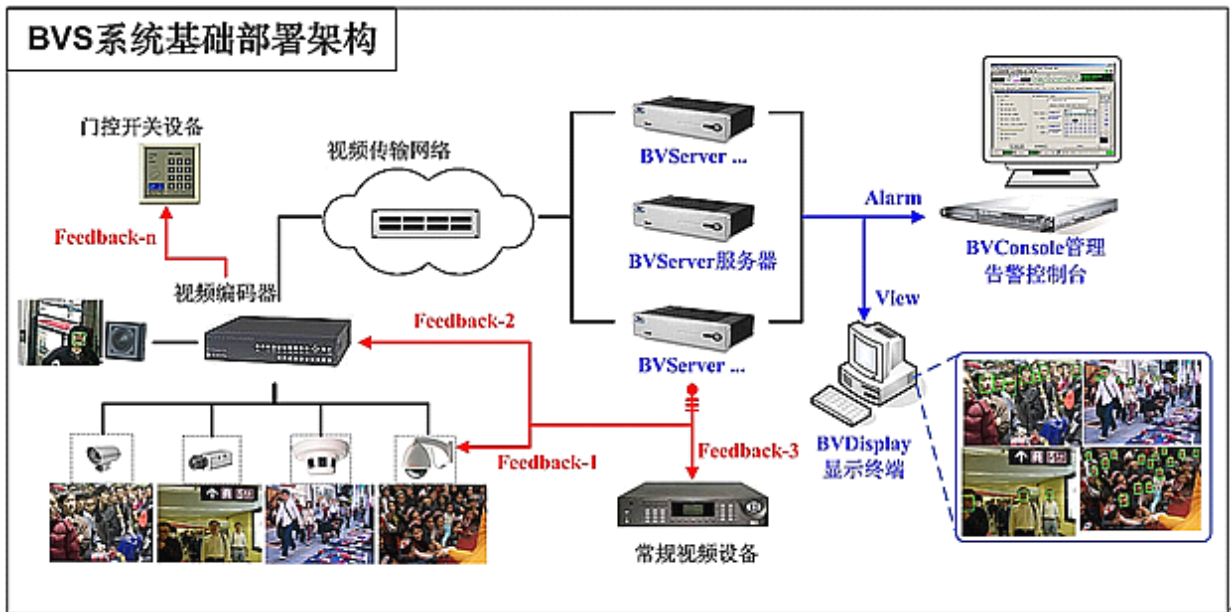 BVS系统基础部署架构
门控开关设备
视频传输网络
BVServer ...
Alarm
Feedback-n
BVServer服务器
BVConsole管理
告警控制台
视频编码器
View
Feedback-2
BVServer ...
Feedback-1
Feedback-3
BVDisplay
显示终端
常规视频设备